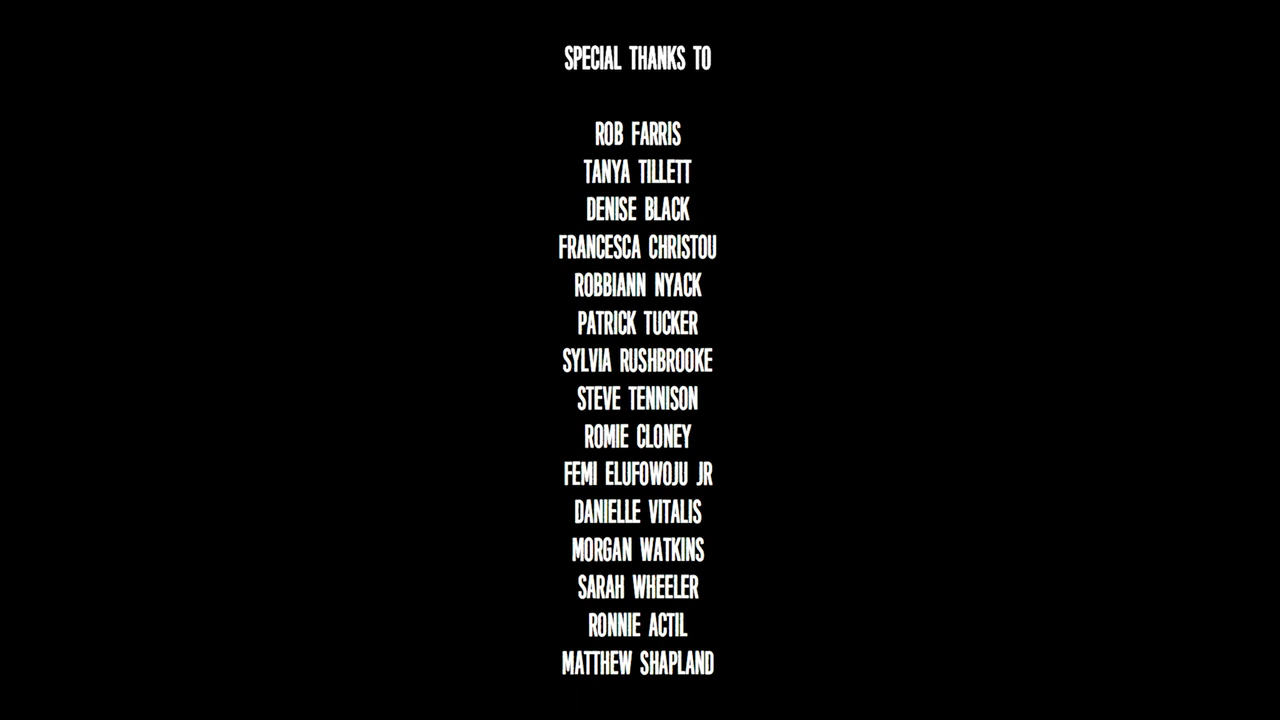 SPECIAL THANKS TO
ROB FARRIS
TANYA TILLETT
DENISE BLACK
FRANCESCA CHRISTOU
ROBBIANN NYACK
PATRICK TUCKER
SYLVIA RUSHBROOKE
STEVE TENNISON
ROMIE CLONEY
FEMI ELUFOWOJU JR
DANIELLE VITALIS
MORGAN WATKINS
SARAH WHEELER
RONNIE ACTIL
MATTHEW SHAPLAND